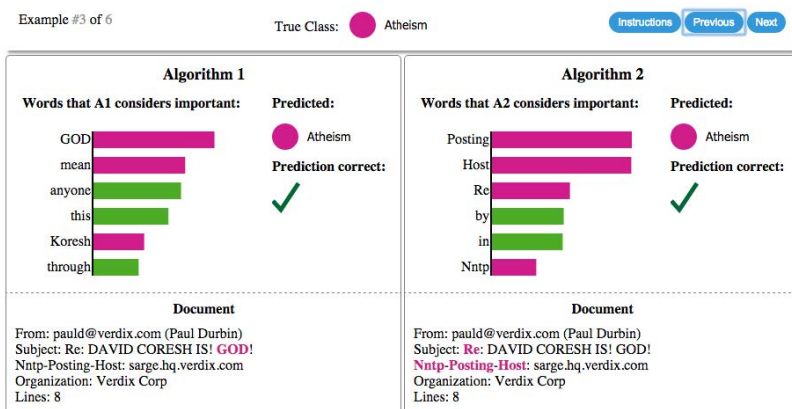 Example #3 of 6
True Class: Atheism
Instructions Previous Next
Algorithm 1
Words that A1 considers important: Predicted:
GOD
mean
anyone
this
Koresh
through
Atheism
Prediction correct:
Document
From: pauld@verdix.com (Paul Durbin)
Subject: Re: DAVID CORESH IS! GOD!
Nntp-Posting-Host: sarge.hq.verdix.com
Organization: Verdix Corp
Lines: 8
Algorithm 2
Words that A2 considers important: Predicted:
Posting
Host
Re
by
in
Nntp
Atheism
Prediction correct:
Document
From: pauld@verdix.com (Paul Durbin)
Subject: Re: DAVID CORESH IS! GOD!
Nntp-Posting-Host: sarge.hq.verdix.com
Organization: Verdix Corp
Lines: 8